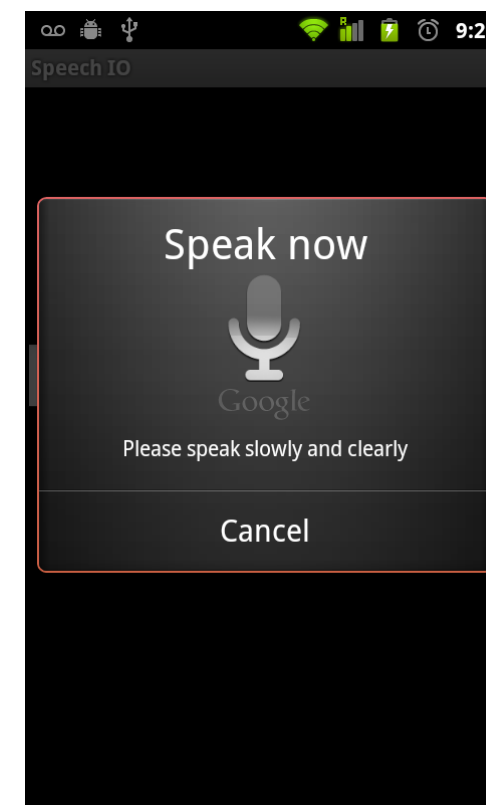 R 9:2
Speech IO
Speak now
Google
Please speak slowly and clearly
Cancel